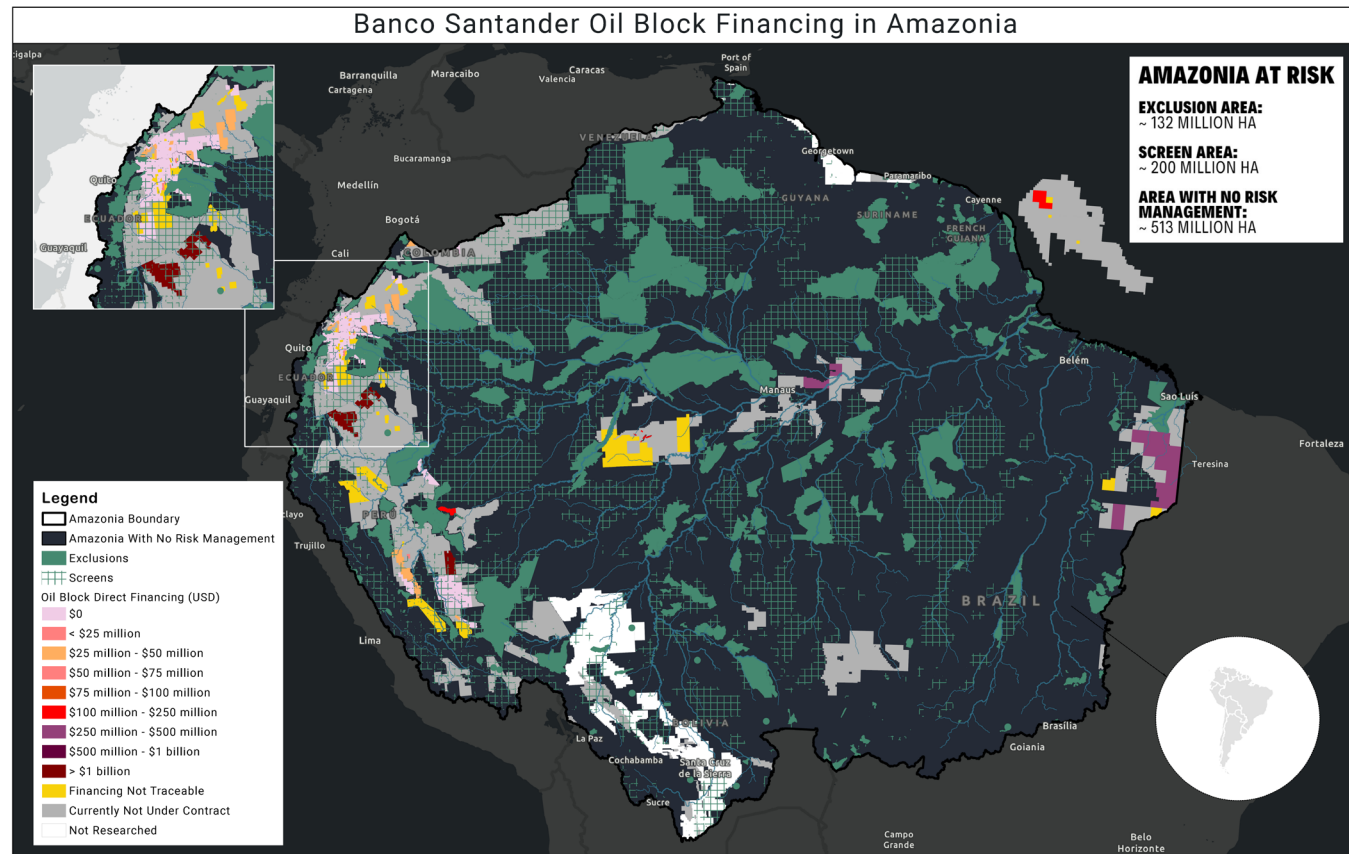 Banco Santander Oil Block Financing in Amazonia
AMAZONIA AT RISK
EXCLUSION AREA:
~ 132 MILLION HA
SCREEN AREA:
~ 200 MILLION HA
AREA WITH NO RISK
MANAGEMENT:
~ 513 MILLION HA
cigalpa
Barranquilla
Maracaibo
Caracas
Port of
Spain
Cartagena
Valencia
VENEZUELA
Georgetown
Bucaramanga
Paramaribo
Medellín
GUYANA
Cayenne
SURINAME
Bogotá
FRENCH
GUIANA
Cali
COLOMBIA
Quito
ECUADOR
Guayaquil
Quito
ECUADOR
Guayaquil
Belém
Manaus
Sao Luís
Fortaleza
Teresina
clayo
PERU
Trujillo
Lima
BRAZIL
BOLIVIA
La Paz
Cochabamba
Santa Cruz
de la Sierra
Sucre
Brasília
Goiania
Campo
Grande
Belo
Horizonte
Legend
Amazonia Boundary
Amazonia With No Risk Management
Exclusions
Screens
Oil Block Direct Financing (USD)
$0
< $25 million
$25 million - $50 million
$50 million - $75 million
$75 million - $100 million
$100 million - $250 million
$250 million - $500 million
$500 million - $1 billion
> $1 billion
Financing Not Traceable
Currently Not Under Contract
Not Researched